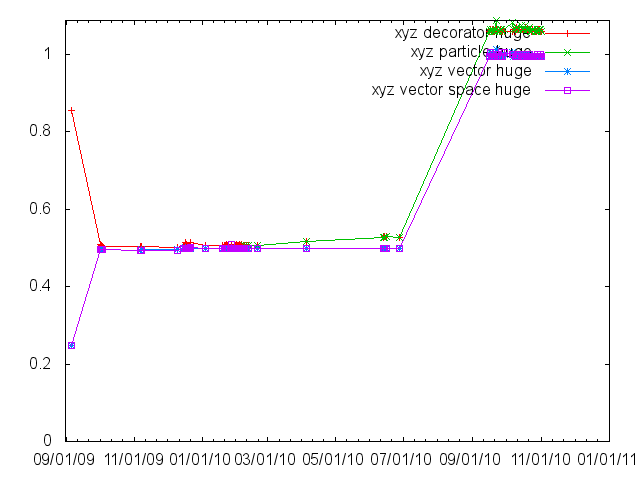 xyz decorator huge
xyz particle huge
xyz vector huge
xyz vector space huge
1
0.8
0.6
0.4
0.2
0
09/01/09 11/01/09 01/01/10 03/01/10 05/01/10 07/01/10 09/01/10 11/01/10 01/01/11